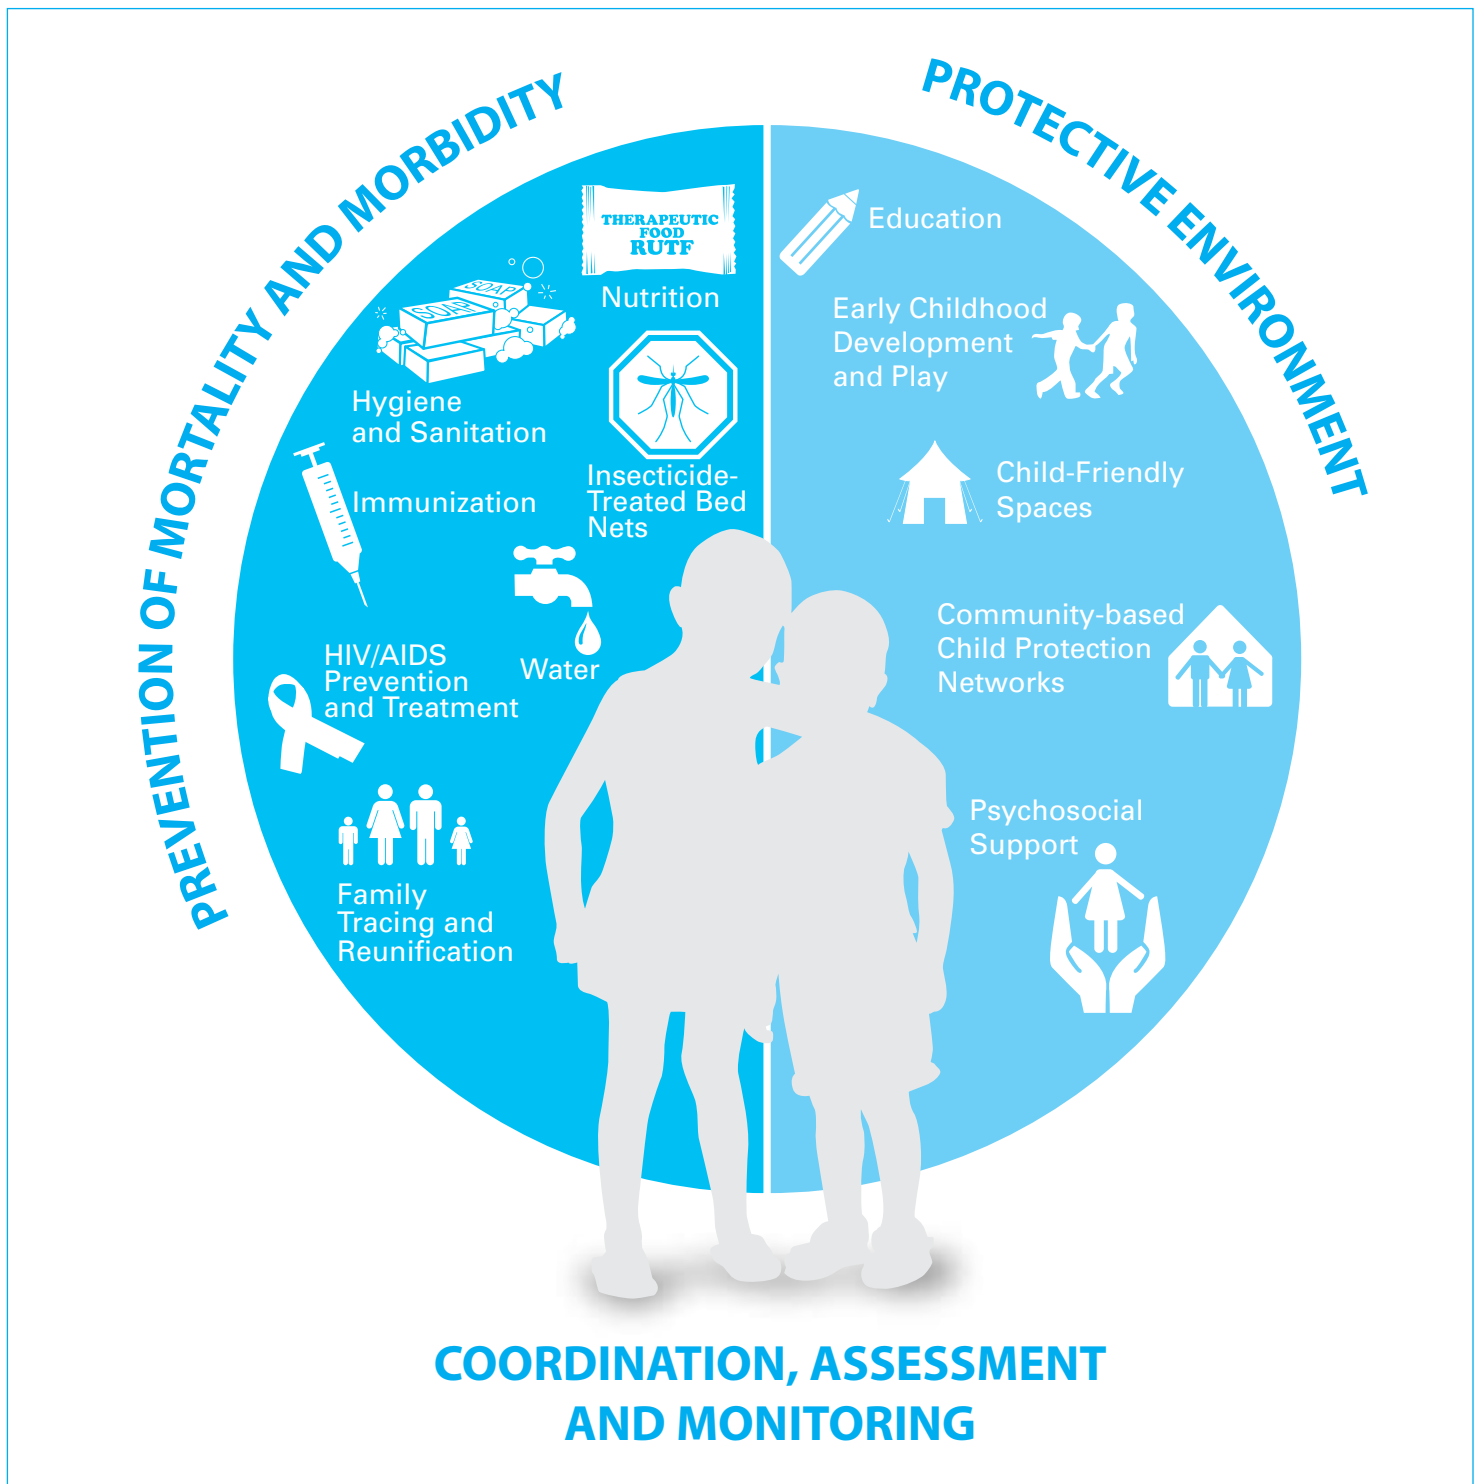 PREVENTION OF MORTALITY AND MORBIDITY
PROTECTIVE ENVIRONMENT
THERAPEUTIC
FOOD
RUTF
Nutrition
SOAP
SOAP
Hygiene
and Sanitation
Insecticide-
Treated Bed
Nets
Immunization
Water
HIV/AIDS
Prevention
and Treatment
Family
Tracing and
Reunification
Education
Early Childhood
Development
and Play
Child-Friendly
Spaces
Community-based
Child Protection
Networks
Psychosocial
Support
COORDINATION, ASSESSMENT
AND MONITORING